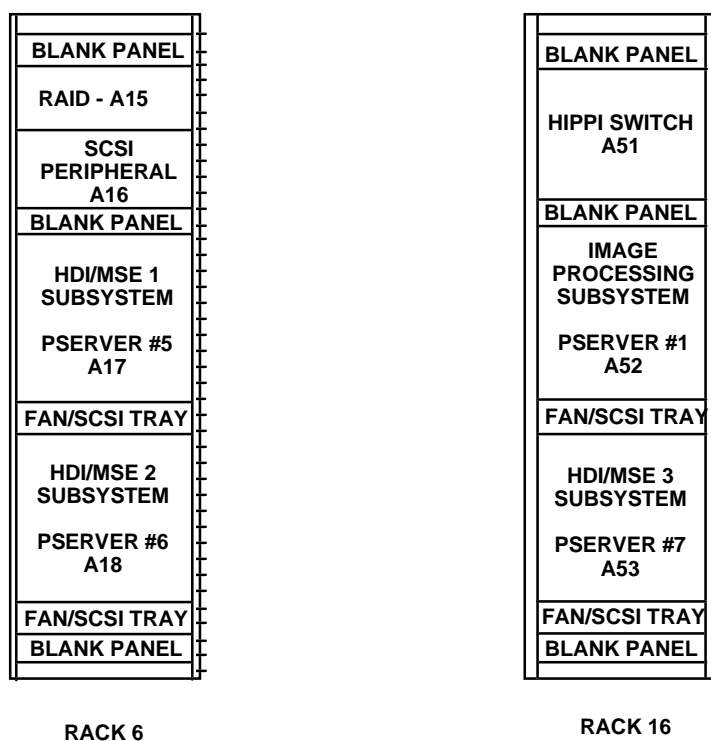 BLANK PANEL
RAID - A15
SCSI
PERIPHERAL
A16
BLANK PANEL
HDI/MSE 1
SUBSYSTEM
PSERVER #5
A17
FAN/SCSI TRAY
HDI/MSE 2
SUBSYSTEM
PSERVER #6
A18
FAN/SCSI TRAY
BLANK PANEL
RACK 6
BLANK PANEL
HIPPI SWITCH
A51
BLANK PANEL
IMAGE
PROCESSING
SUBSYSTEM
PSERVER #1
A52
FAN/SCSI TRAY
HDI/MSE 3
SUBSYSTEM
PSERVER #7
A53
FAN/SCSI TRAY
BLANK PANEL
RACK 16